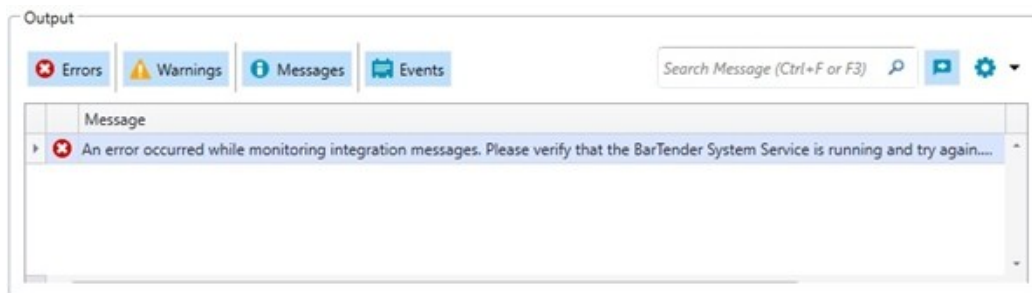 Output
Errors Warnings Messages Events Search Message (Ctrl+F or F3)
Message
An error occurred while monitoring integration messages. Please verify that the BarTender System Service is running and try again....